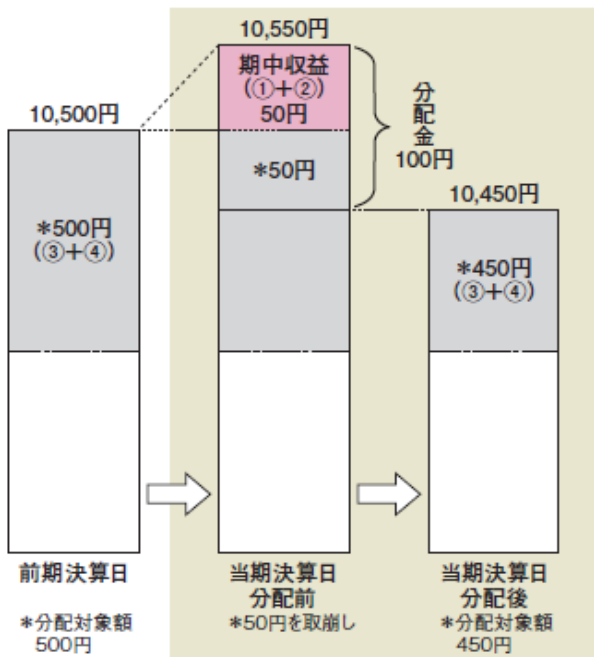 10,550円
期中収益
(①+②)
50円
分配金
100円
10,500円
*50円
10,450円
*500円
(③+④)
*450円
(③+④)
前期決算日
当期決算日
分配前
当期決算日
分配後
*分配対象額
500円
*50円を取崩し
*分配対象額
450円